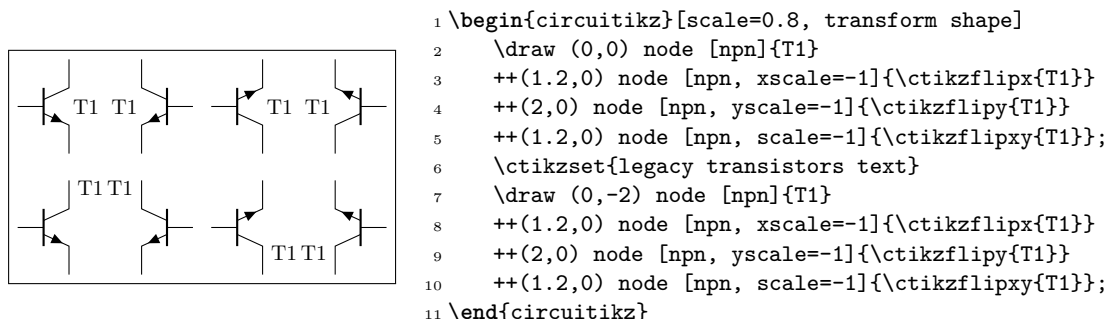 T1 T1 T1 T1
T1 T1
T1 T1
1 \begin{circuitikz}[scale=0.8, transform shape]
2 \draw (0,0) node [npn]{T1}
3 ++(1.2,0) node [npn, xscale=-1]{\ctikzflipx{T1}}
4 ++(2,0) node [npn, yscale=-1]{\ctikzflipy{T1}}
5 ++(1.2,0) node [npn, scale=-1]{\ctikzflipxy{T1}};
6 \ctikzset{legacy transistors text}
7 \draw (0,-2) node [npn]{T1}
8 ++(1.2,0) node [npn, xscale=-1]{\ctikzflipx{T1}}
9 ++(2,0) node [npn, yscale=-1]{\ctikzflipy{T1}}
10 ++(1.2,0) node [npn, scale=-1]{\ctikzflipxy{T1}};
11 \end{circuitikz}